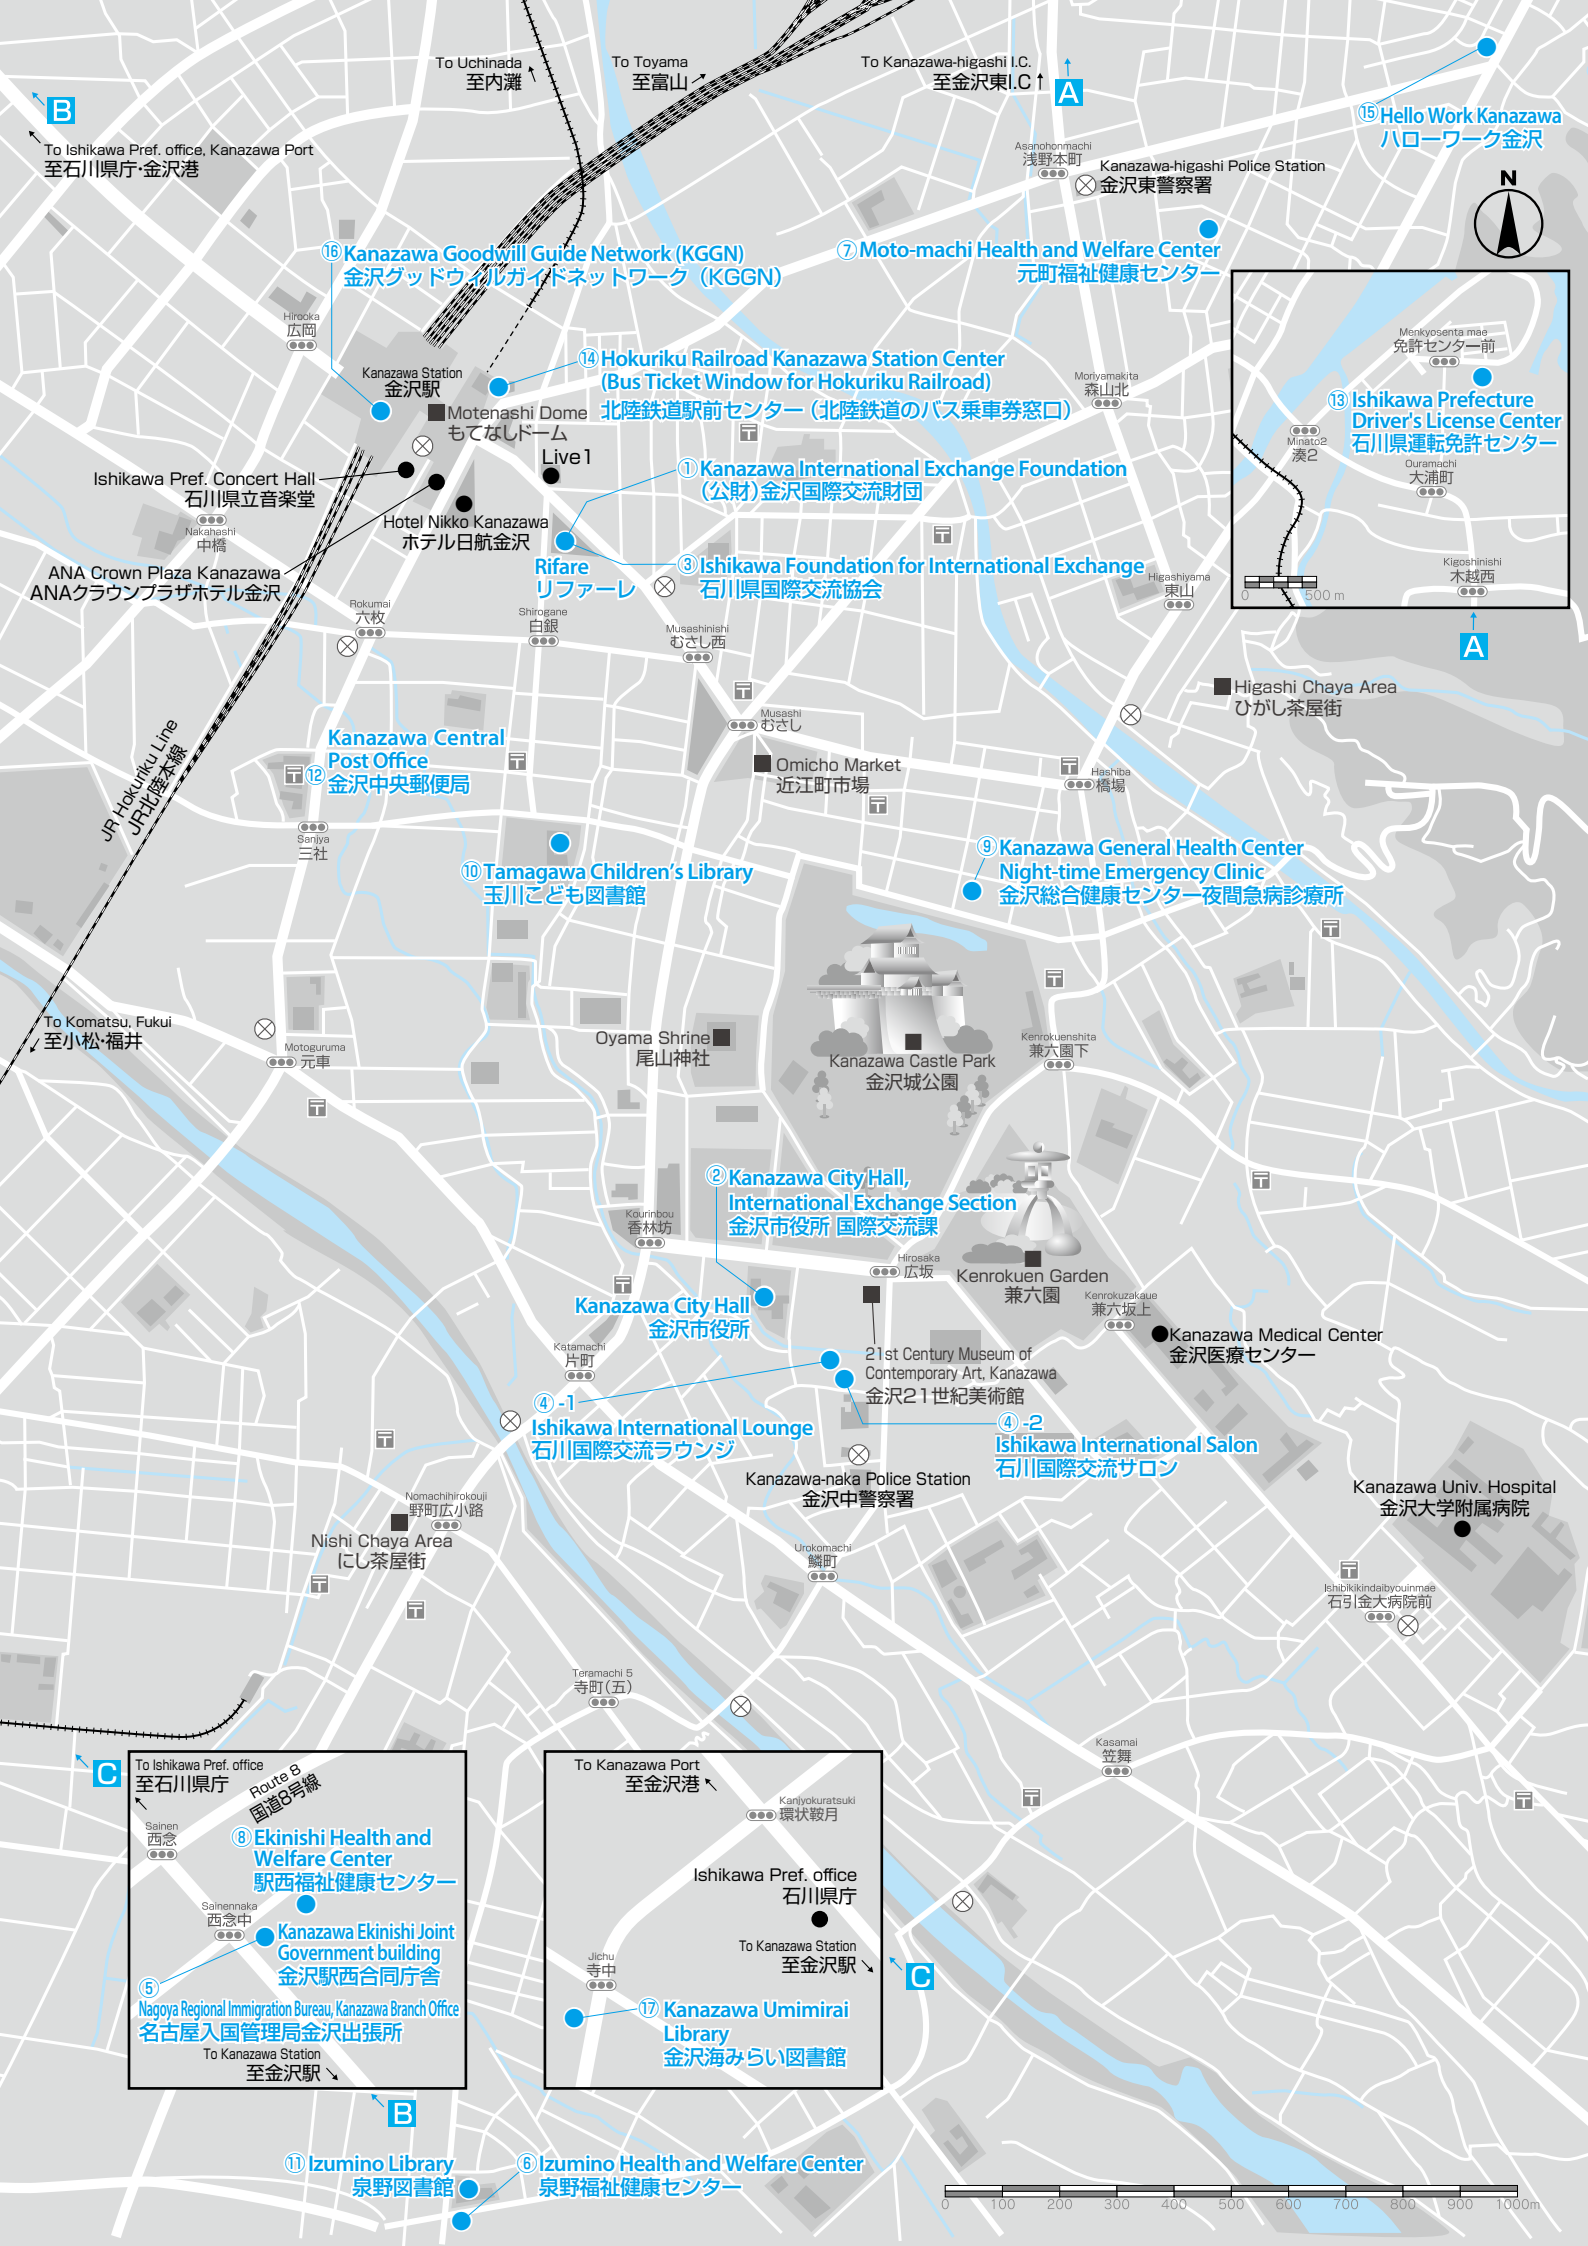 To Uchinada
至内灘
To Toyama
至富山
To Kanazawa-higashi I.C.
至金沢東I.C
A
B
To Ishikawa Pref. office, Kanazawa Port
至石川県庁・金沢港
⑮Hello Work Kanazawa
ハローワーク金沢
Asanohonmachi
浅野本町
Kanazawa-higashi Police Station
金沢東警察署
N
⑯Kanazawa Goodwill Guide Network (KGGN)
金沢グッドウィルガイドネットワーク（KGGN）
⑦Moto-machi Health and Welfare Center
元町福祉健康センター
Hirooka
広岡
Kanazawa Station
金沢駅
⑭Hokuriku Railroad Kanazawa Station Center
(Bus Ticket Window for Hokuriku Railroad)
北陸鉄道駅前センター（北陸鉄道のバス乗車券窓口）
Motenashi Dome
もてなしドーム
Moriyamakita
森山北
Menkyosenta mae
免許センター前
⑬Ishikawa Prefecture
Driver's License Center
石川県運転免許センター
Minato2
湊2
Ouramachi
大浦町
Kigoshinishi
木越西
0 500 m
A
Live1
Ishikawa Pref. Concert Hall
石川県立音楽堂
Hotel Nikko Kanazawa
ホテル日航金沢
①Kanazawa International Exchange Foundation
（公財）金沢国際交流財団
Nakahashi
中橋
ANA Crown Plaza Kanazawa
ANAクラウンプラザホテル金沢
Rifare
リファーレ
③Ishikawa Foundation for International Exchange
石川県国際交流協会
Higashiyama
東山
Rokumai
六枚
Shirogane
白銀
Musashinishi
むさし西
Higashi Chaya Area
ひがし茶屋街
Musashi
むさし
JR Hokuriku Line
JR北陸本線
Kanazawa Central
Post Office
⑫金沢中央郵便局
Omicho Market
近江町市場
Hashiba
橋場
Sanjya
三社
⑩Tamagawa Children's Library
玉川こども図書館
⑨Kanazawa General Health Center
Night-time Emergency Clinic
金沢総合健康センター夜間急病診療所
To Komatsu, Fukui
至小松・福井
Motoguruma
元車
Oyama Shrine
尾山神社
Kanazawa Castle Park
金沢城公園
Kenrokuenshita
兼六園下
②Kanazawa City Hall,
International Exchange Section
金沢市役所 国際交流課
Kourinbou
香林坊
Hirosaka
広坂
Kenrokuen Garden
兼六園
Kenrokuzakaue
兼六坂上
Kanazawa City Hall
金沢市役所
Kanazawa Medical Center
金沢医療センター
Katamachi
片町
21st Century Museum of
Contemporary Art, Kanazawa
金沢21世紀美術館
④-1
Ishikawa International Lounge
石川国際交流ラウンジ
④-2
Ishikawa International Salon
石川国際交流サロン
Kanazawa-naka Police Station
金沢中警察署
Kanazawa Univ. Hospital
金沢大学附属病院
Nomachihirokouji
野町広小路
Nishi Chaya Area
にし茶屋街
Urokomachi
鱗町
Ishibikikindaibyouinmae
石引金大病院前
Teramachi 5
寺町（五）
Kasamai
笠舞
C
To Ishikawa Pref. office
至石川県庁
Route 8
国道8号線
Sainen
西念
⑧Ekinishi Health and
Welfare Center
駅西福祉健康センター
Sainennaka
西念中
Kanazawa Ekinishi Joint
Government building
金沢駅西合同庁舎
⑤
Nagoya Regional Immigration Bureau, Kanazawa Branch Office
名古屋入国管理局金沢出張所
To Kanazawa Station
至金沢駅
B
To Kanazawa Port
至金沢港
Kanjyokuratsuki
環状鞍月
Ishikawa Pref. office
石川県庁
To Kanazawa Station
至金沢駅
Jichu
寺中
⑰Kanazawa Umimirai
Library
金沢海みらい図書館
C
⑪Izumino Library
泉野図書館
⑥Izumino Health and Welfare Center
泉野福祉健康センター
0 100 200 300 400 500 600 700 800 900 1000m